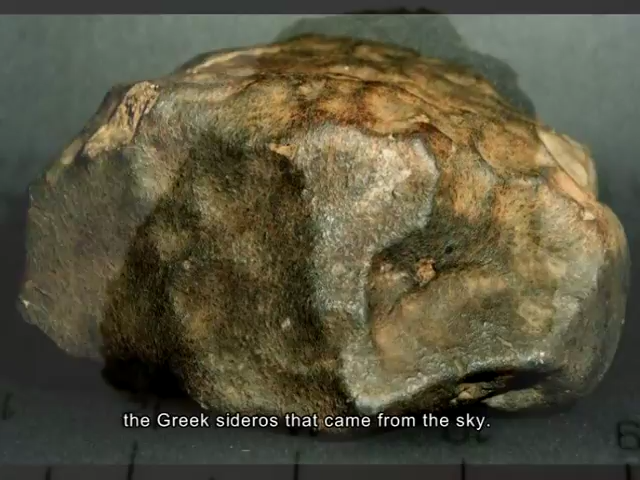 the Greek sideros that came from the sky.